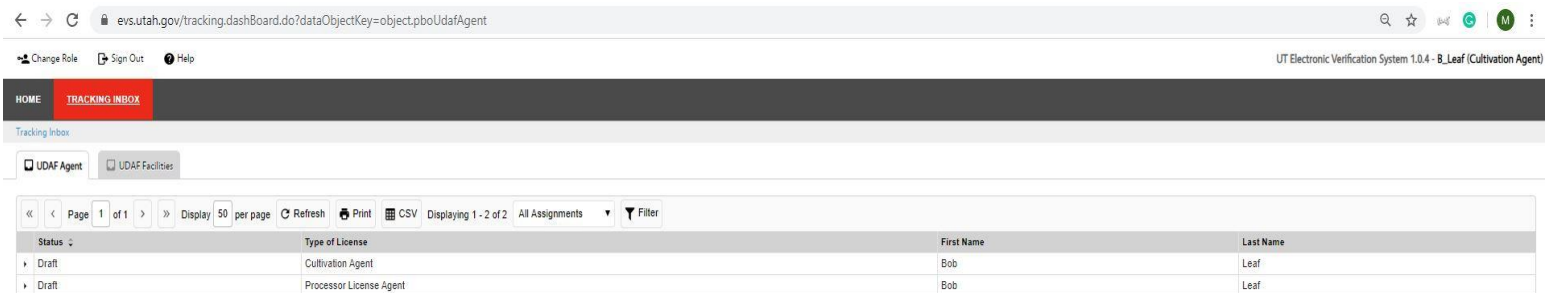 evs.utah.gov/tracking.dashBoard.do?dataObjectKey=object.pboUdafAgent M
Change Role Sign Out Help UT Electronic Verification System 1.0.4 - B_Leaf (Cultivation Agent)
HOME TRACKING INBOX
Tracking Inbox
UDAF Agent UDAF Facilities
« < Page 1 of 1 > » Display 50 per page Refresh Print CSV Displaying 1 - 2 of 2 All Assignments Filter
Status Type of License First Name Last Name
Draft Cultivation Agent Bob Leaf
Draft Processor License Agent Bob Leaf